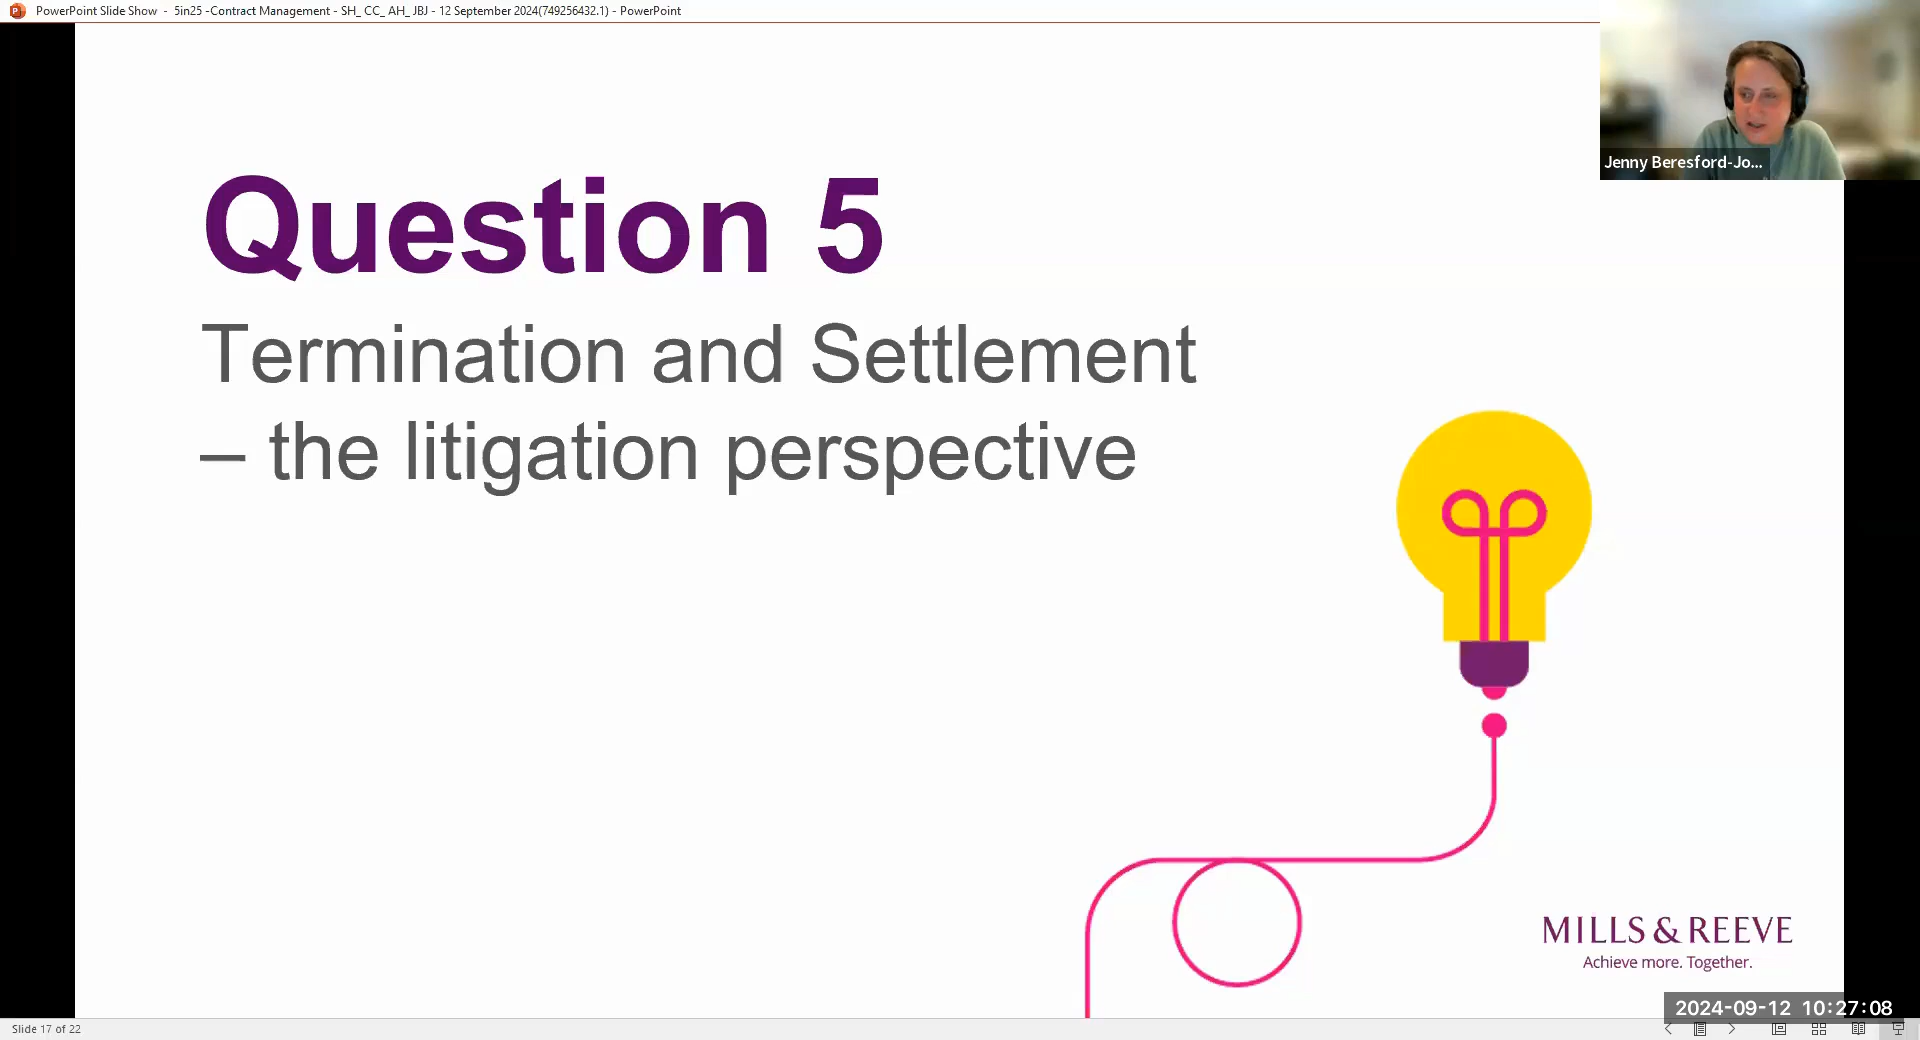 PowerPoint Slide Show - 5in25 -Contract Management - SH_ CC_ AH_ JBJ - 12 September 2024(749256432.1) - PowerPoint
Jenny Beresford-Jo...
Question 5
Termination and Settlement
– the litigation perspective
MILLS & REEVE
Achieve more. Together.
2024-09-12 10:27:08
Slide 17 of 22